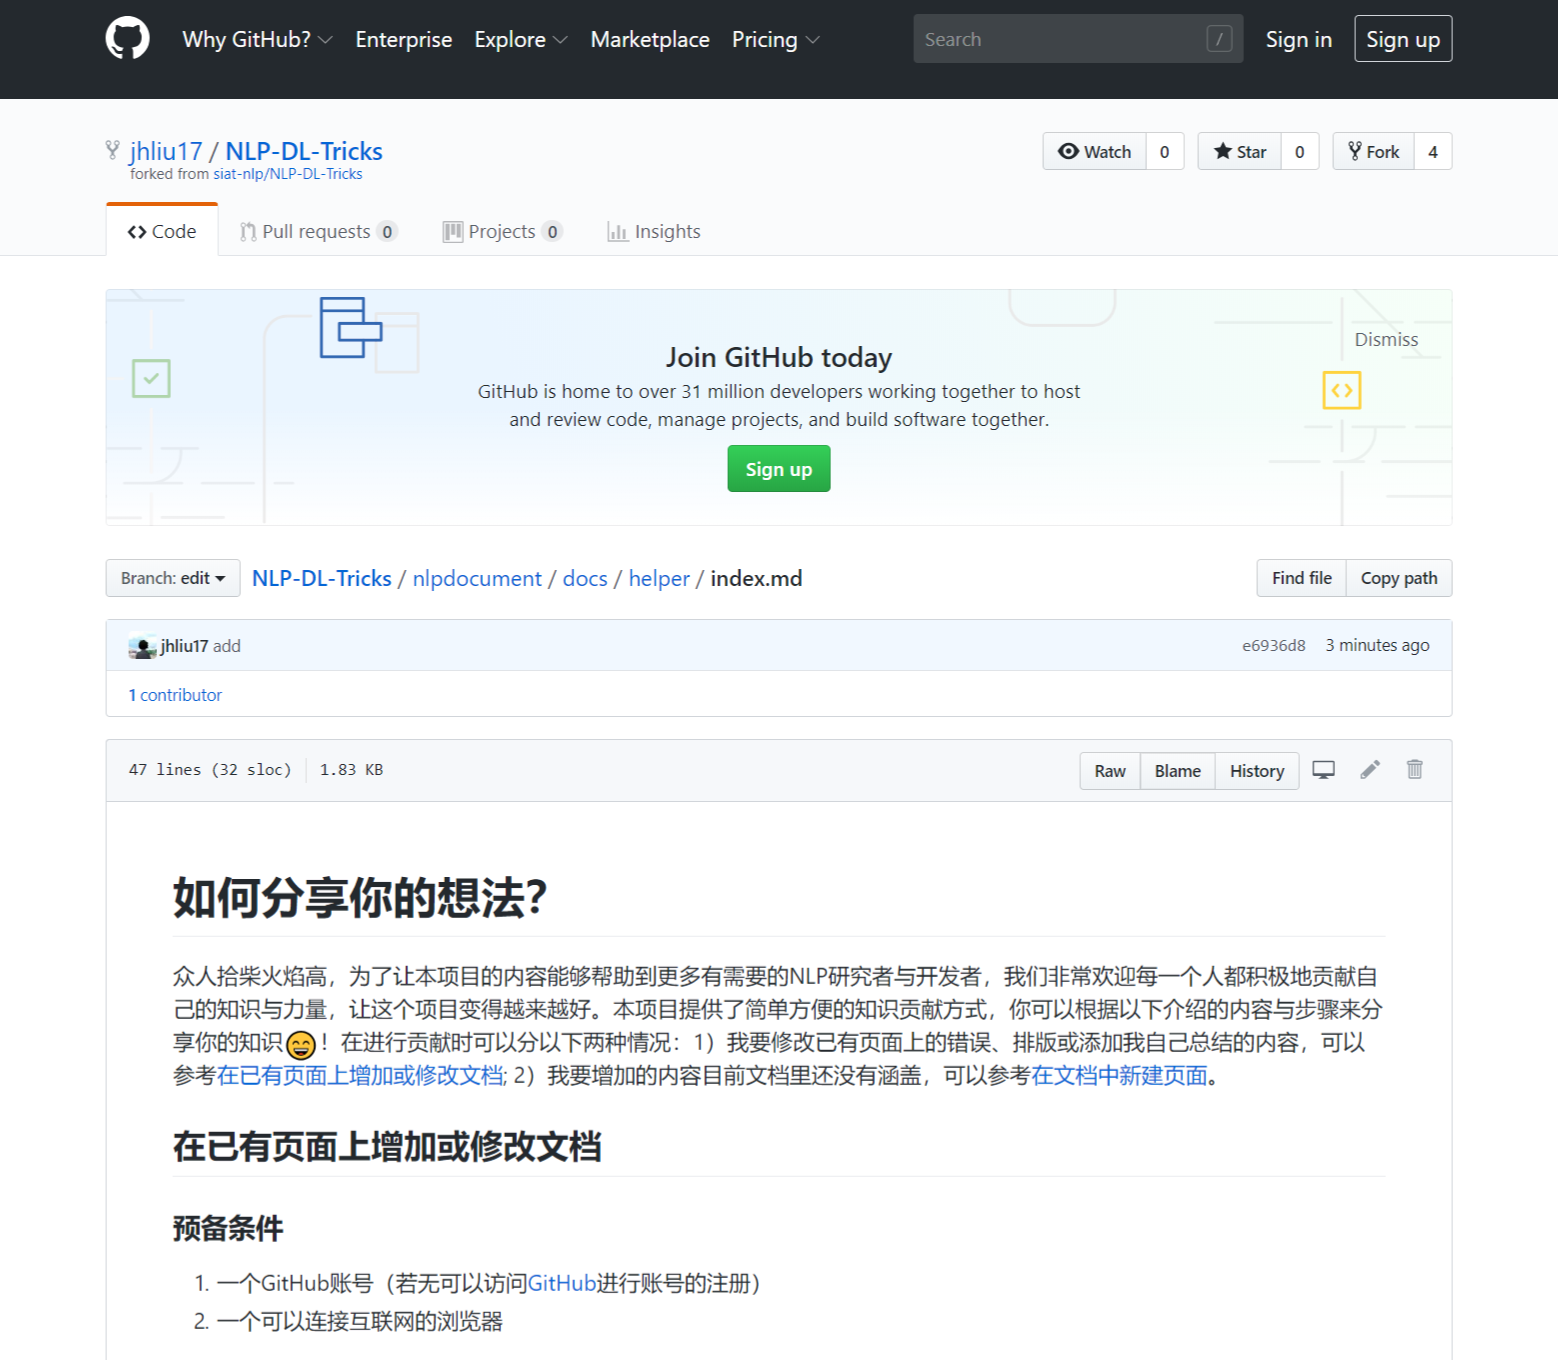 Why GitHub? Enterprise Explore Marketplace Pricing Search / Sign in Sign up
jhliu17 / NLP-DL-Tricks
forked from siat-nlp/NLP-DL-Tricks
Watch 0 Star 0 Fork 4
Code Pull requests 0 Projects 0 Insights
Dismiss
Join GitHub today
GitHub is home to over 31 million developers working together to host
and review code, manage projects, and build software together.
Sign up
Branch: edit NLP-DL-Tricks / nlpdocument / docs / helper / index.md Find file Copy path
jhliu17 add e6936d8 3 minutes ago
1 contributor
47 lines (32 sloc) 1.83 KB Raw Blame History
如何分享你的想法？
众人拾柴火焰高，为了让本项目的内容能够帮助到更多有需要的NLP研究者与开发者，我们非常欢迎每一个人都积极地贡献自
己的知识与力量，让这个项目变得越来越好。本项目提供了简单方便的知识贡献方式，你可以根据以下介绍的内容与步骤来分
享你的知识😄！在进行贡献时可以分以下两种情况：1）我要修改已有页面上的错误、排版或添加我自己总结的内容，可以
参考在已有页面上增加或修改文档; 2）我要增加的内容目前文档里还没有涵盖，可以参考在文档中新建页面。
在已有页面上增加或修改文档
预备条件
1. 一个GitHub账号（若无可以访问GitHub进行账号的注册）
2. 一个可以连接互联网的浏览器